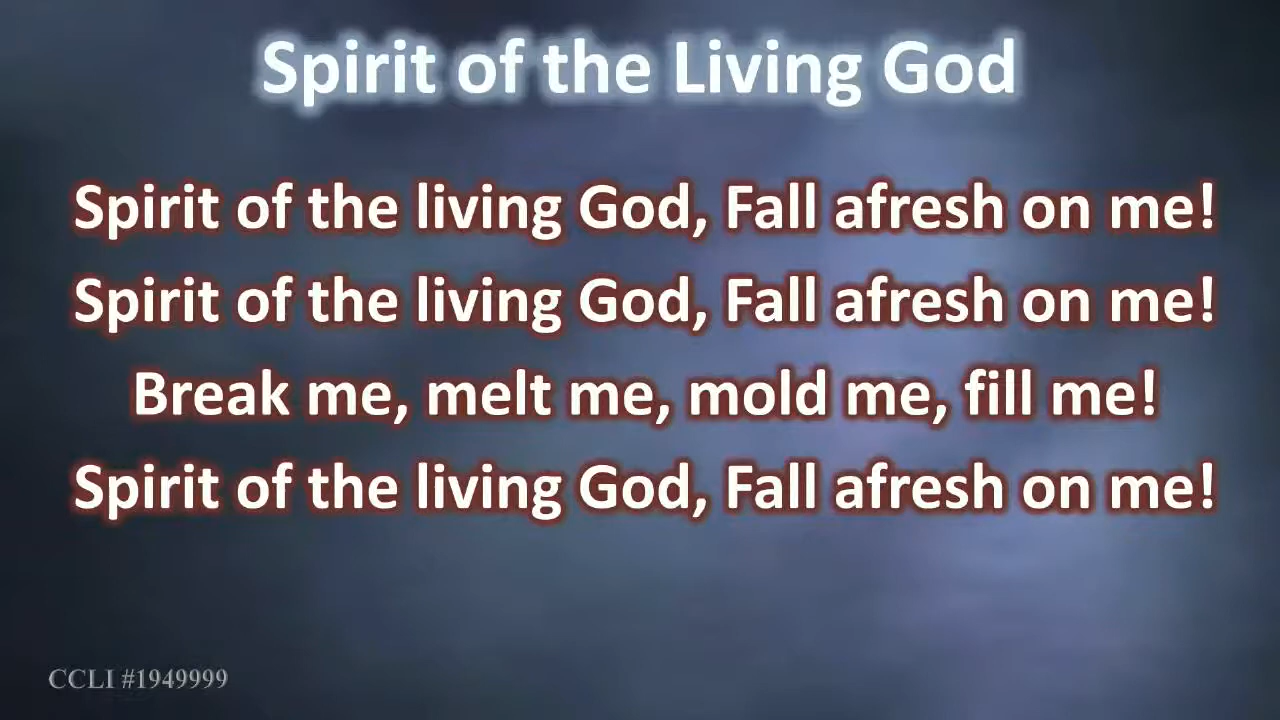 Spirit of the Living God
Spirit of the living God, Fall afresh on me!
Spirit of the living God, Fall afresh on me!
Break me, melt me, mold me, fill me!
Spirit of the living God, Fall afresh on me!
CCLI #1949999